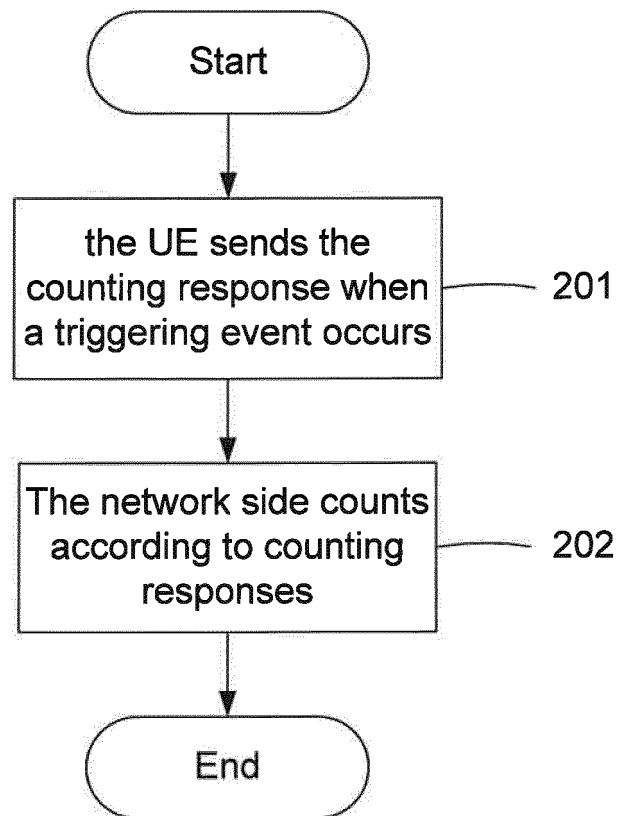 Start
the UE sends the
counting response when
a triggering event occurs
201
The network side counts
according to counting
responses
202
End